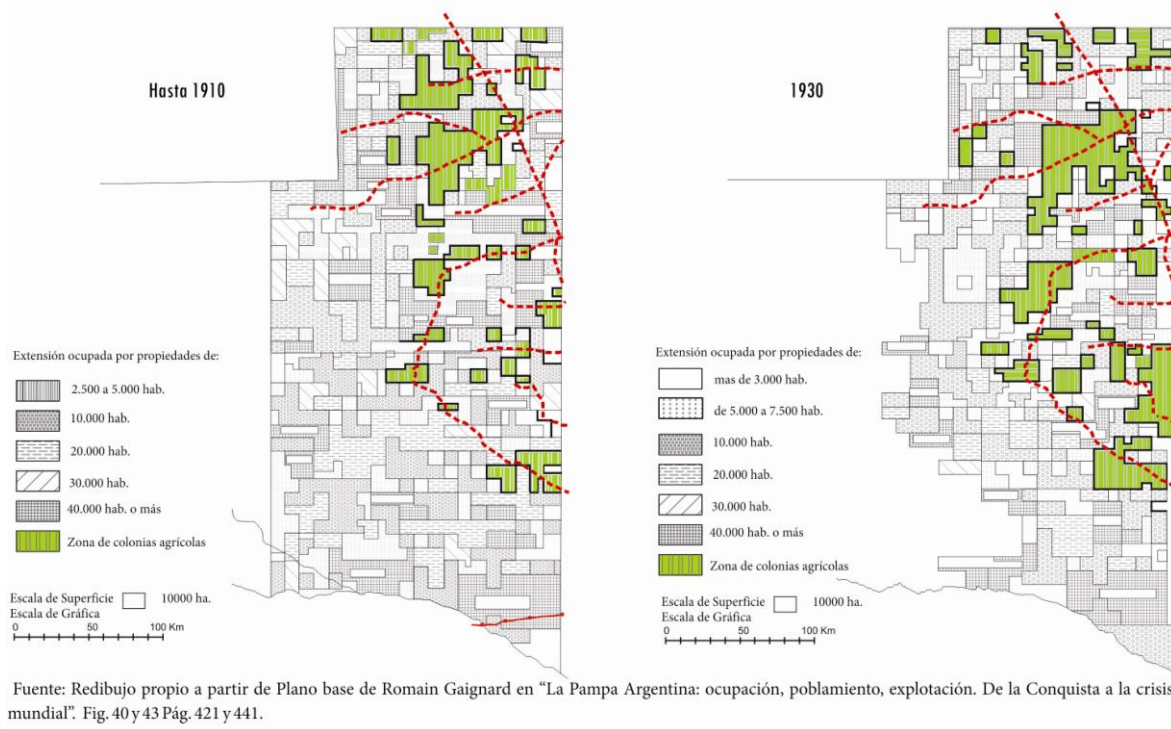 Hasta 1910
Extensión ocupada por propiedades de:
2.500 a 5.000 hab.
10.000 hab.
20.000 hab.
30.000 hab.
40.000 hab. o más
Zona de colonias agrícolas
Escala de Superficie 10000 ha.
Escala de Gráfica
0 50 100 Km
1930
Extensión ocupada por propiedades de:
mas de 3.000 hab.
de 5.000 a 7.500 hab.
10.000 hab.
20.000 hab.
30.000 hab.
40.000 hab. o más
Zona de colonias agrícolas
Escala de Superficie 10000 ha.
Escala de Gráfica
0 50 100 Km
Fuente: Redibujo propio a partir de Plano base de Romain Gaignard en “La Pampa Argentina: ocupación, poblamiento, explotación. De la Conquista a la crisis
mundial”. Fig. 40 y 43 Pág. 421 y 441.